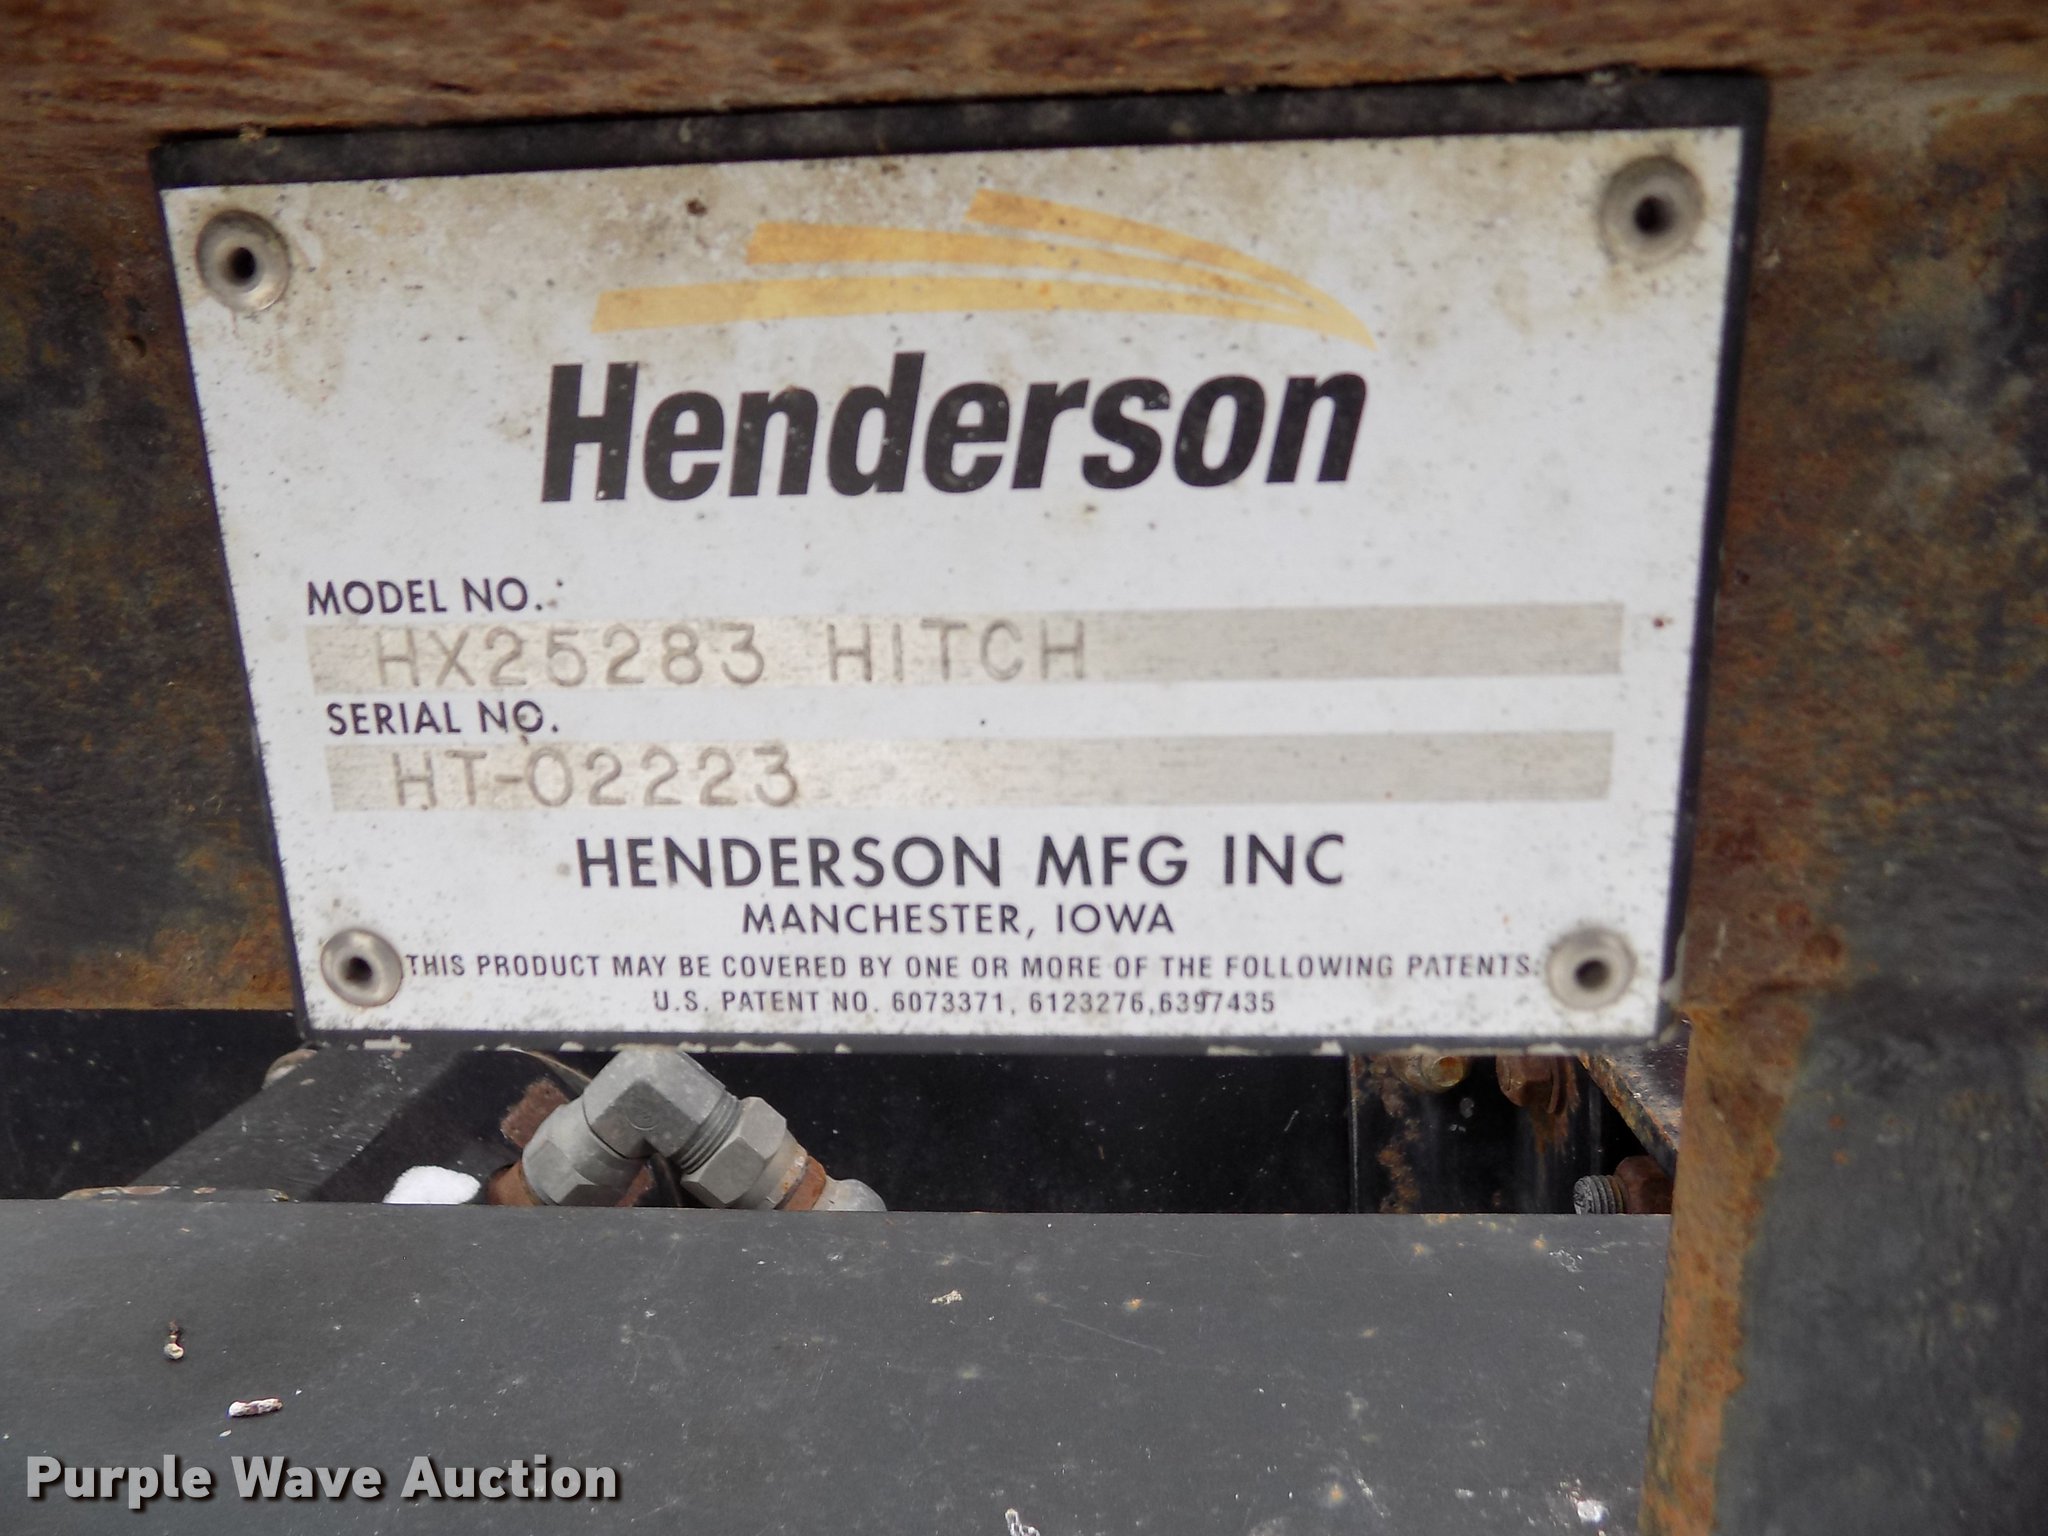 Henderson
MODEL NO.
HX25283 HITCH
SERIAL NO.
HT-02223
HENDERSON MFG INC
MANCHESTER, IOWA
THIS PRODUCT MAY BE COVERED BY ONE OR MORE OF THE FOLLOWING PATENTS:
U.S. PATENT NO. 6073371, 6123276,6397435
Purple Wave Auction